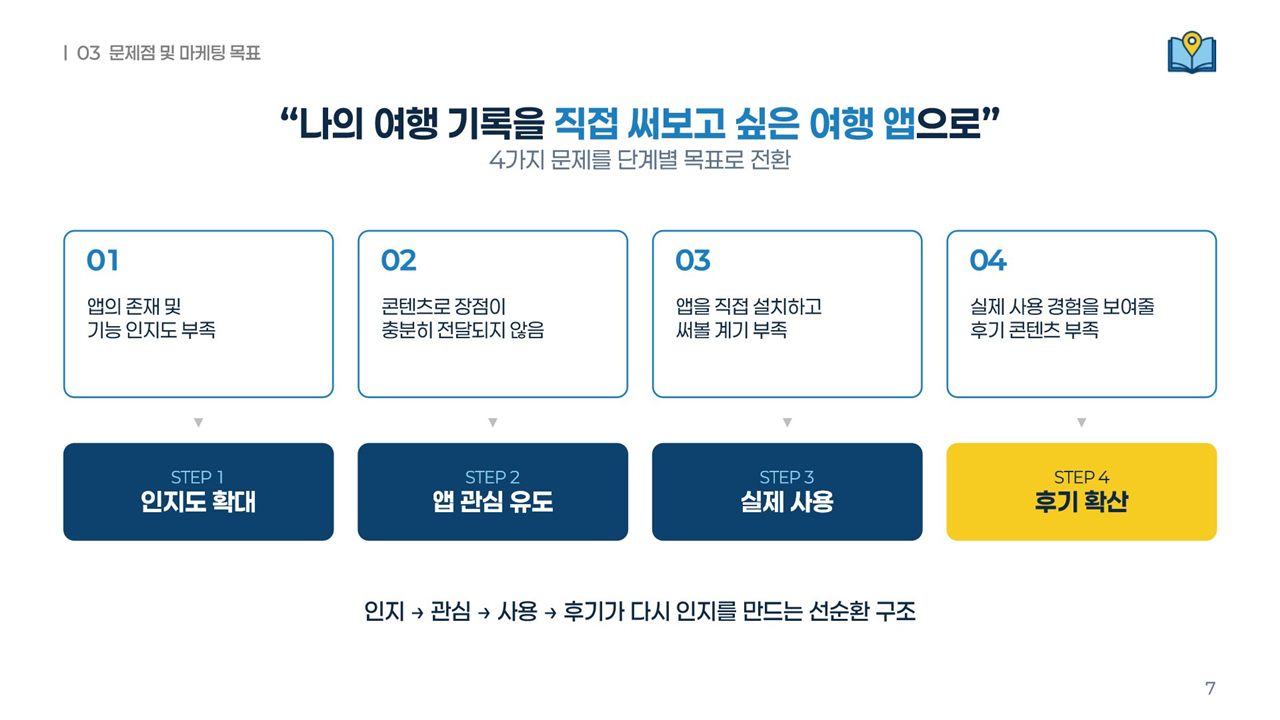 | 03 문제점 및 마케팅 목표
“나의 여행 기록을 직접 써보고 싶은 여행 앱으로”
4가지 문제를 단계별 목표로 전환
01
앱의 존재 및
기능 인지도 부족
02
콘텐츠로 장점이
충분히 전달되지 않음
03
앱을 직접 설치하고
써볼 계기 부족
04
실제 사용 경험을 보여줄
후기 콘텐츠 부족
▼ ▼ ▼ ▼
STEP 1
인지도 확대
STEP 2
앱 관심 유도
STEP 3
실제 사용
STEP 4
후기 확산
인지 → 관심 → 사용 → 후기가 다시 인지를 만드는 선순환 구조
7